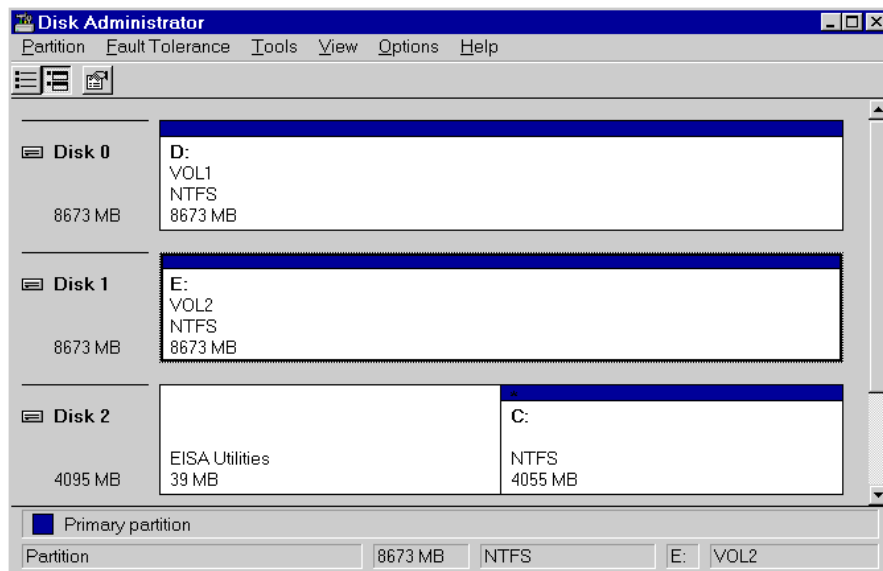 Disk Administrator
Partition Fault Tolerance Tools View Options Help
Disk 0
8673 MB
D:
VOL1
NTFS
8673 MB
Disk 1
8673 MB
E:
VOL2
NTFS
8673 MB
Disk 2
4095 MB
EISA Utilities
39 MB
C:
NTFS
4055 MB
Primary partition
Partition 8673 MB NTFS E: VOL2